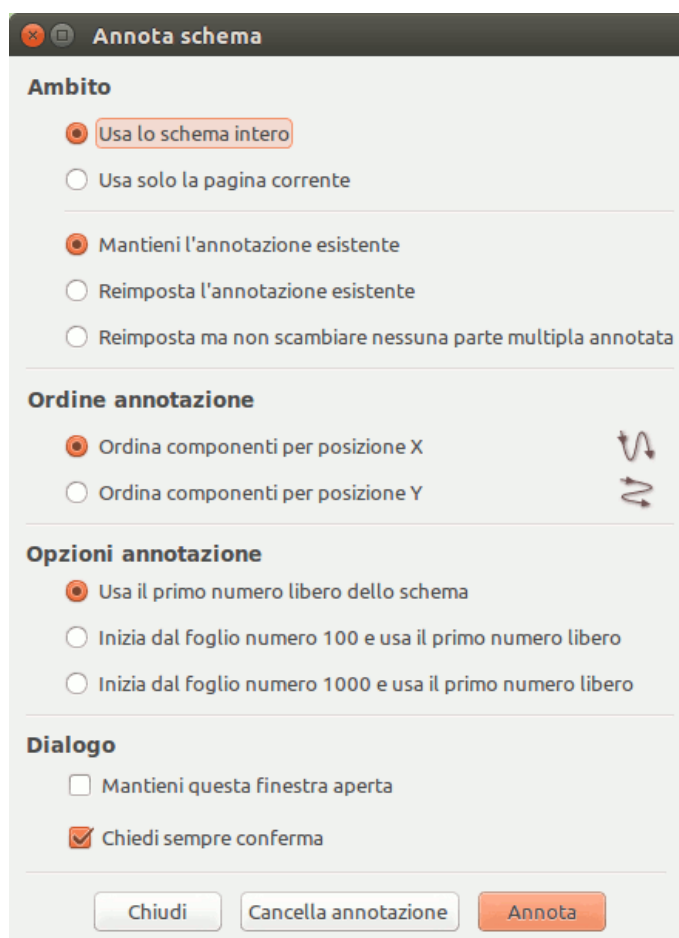 Annota schema
Ambito
Usa lo schema intero
Usa solo la pagina corrente
Mantieni l'annotazione esistente
Reimposta l'annotazione esistente
Reimposta ma non scambiare nessuna parte multipla annotata
Ordine annotazione
Ordina componenti per posizione X
Ordina componenti per posizione Y
Opzioni annotazione
Usa il primo numero libero dello schema
Inizia dal foglio numero 100 e usa il primo numero libero
Inizia dal foglio numero 1000 e usa il primo numero libero
Dialogo
Mantieni questa finestra aperta
Chiedi sempre conferma
Chiudi Cancella annotazione Annota